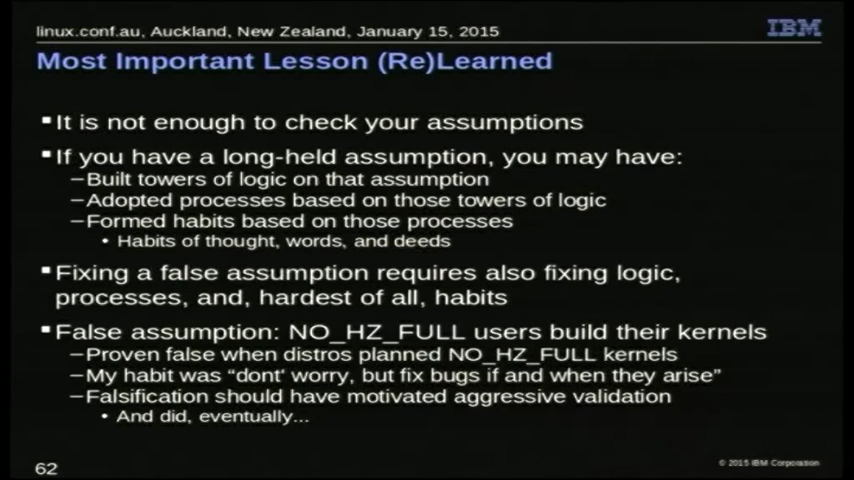 linux.conf.au, Auckland, New Zealand, January 15, 2015
IBM
Most Important Lesson (Re)Learned
It is not enough to check your assumptions
If you have a long-held assumption, you may have:
–Built towers of logic on that assumption
–Adopted processes based on those towers of logic
–Formed habits based on those processes
• Habits of thought, words, and deeds
Fixing a false assumption requires also fixing logic,
processes, and, hardest of all, habits
False assumption: NO_HZ_FULL users build their kernels
–Proven false when distros planned NO_HZ_FULL kernels
–My habit was “dont' worry, but fix bugs if and when they arise”
–Falsification should have motivated aggressive validation
• And did, eventually...
62
© 2015 IBM Corporation